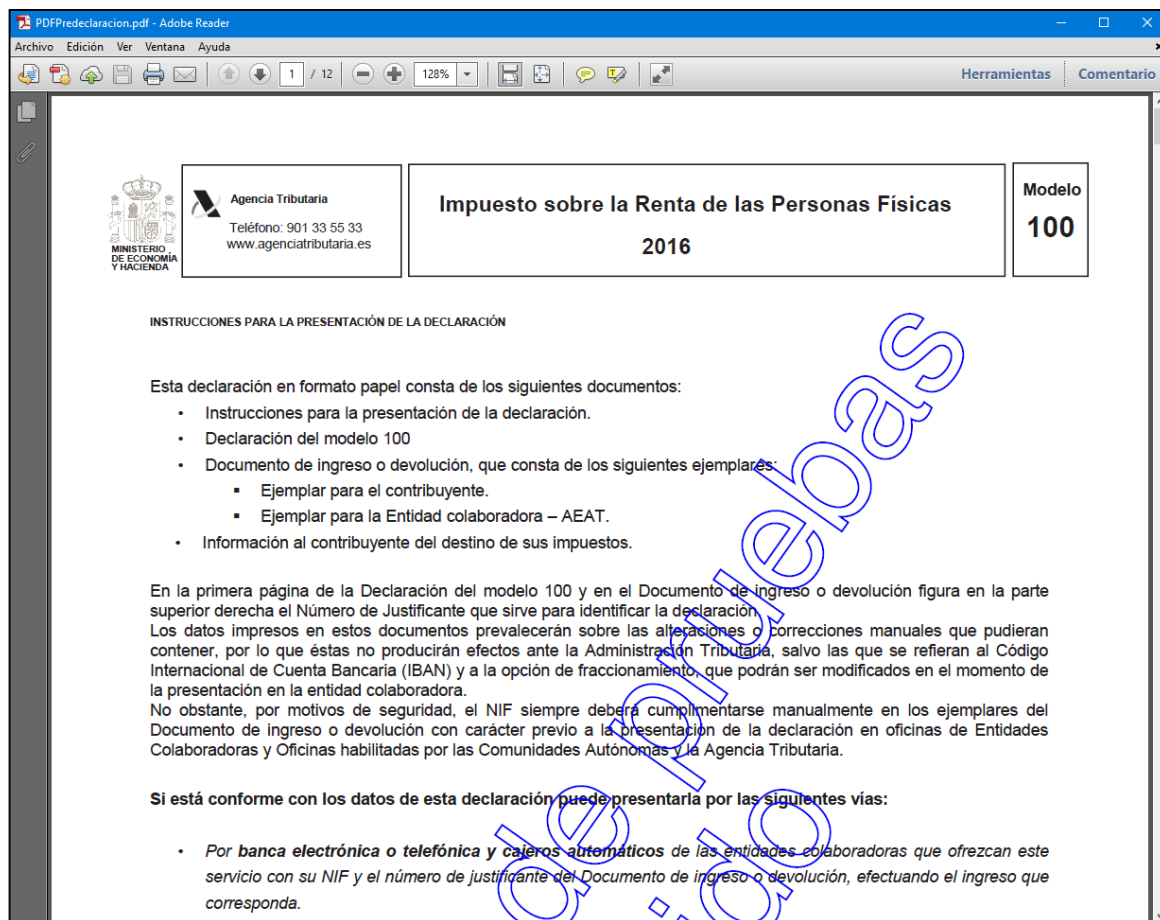 PDFPredeclaracion.pdf - Adobe Reader
Archivo Edición Ver Ventana Ayuda
1 / 12 128% Herramientas Comentario
MINISTERIO
DE ECONOMÍA
Y HACIENDA
Agencia Tributaria
Teléfono: 901 33 55 33
www.agenciatributaria.es
Impuesto sobre la Renta de las Personas Físicas
2016
Modelo
100
INSTRUCCIONES PARA LA PRESENTACIÓN DE LA DECLARACIÓN
Esta declaración en formato papel consta de los siguientes documentos:
• Instrucciones para la presentación de la declaración.
• Declaración del modelo 100
• Documento de ingreso o devolución, que consta de los siguientes ejemplares:
▪ Ejemplar para el contribuyente.
▪ Ejemplar para la Entidad colaboradora – AEAT.
• Información al contribuyente del destino de sus impuestos.
En la primera página de la Declaración del modelo 100 y en el Documento de ingreso o devolución figura en la parte
superior derecha el Número de Justificante que sirve para identificar la declaración.
Los datos impresos en estos documentos prevalecerán sobre las alteraciones o correcciones manuales que pudieran
contener, por lo que éstas no producirán efectos ante la Administración Tributaria, salvo las que se refieran al Código
Internacional de Cuenta Bancaria (IBAN) y a la opción de fraccionamiento, que podrán ser modificados en el momento de
la presentación en la entidad colaboradora.
No obstante, por motivos de seguridad, el NIF siempre deberá cumplimentarse manualmente en los ejemplares del
Documento de ingreso o devolución con carácter previo a la presentación de la declaración en oficinas de Entidades
Colaboradoras y Oficinas habilitadas por las Comunidades Autónomas y la Agencia Tributaria.
Si está conforme con los datos de esta declaración puede presentarla por las siguientes vías:
• Por banca electrónica o telefónica y cajeros automáticos de las entidades colaboradoras que ofrezcan este
servicio con su NIF y el número de justificante del Documento de ingreso o devolución, efectuando el ingreso que
corresponda.
de pruebas